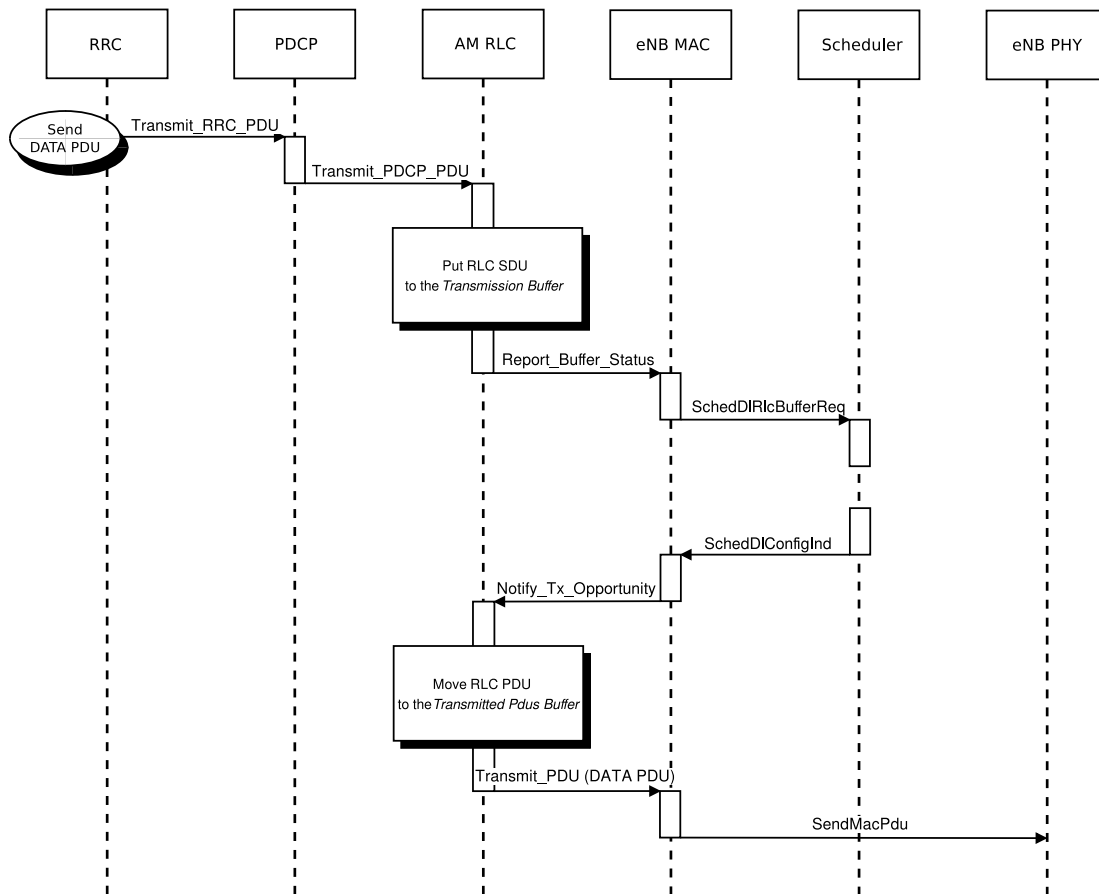 RRC
PDCP
AM RLC
eNB MAC
Scheduler
eNB PHY
Send
DATA PDU
Transmit_RRC_PDU
Transmit_PDCP_PDU
Put RLC SDU
to the Transmission Buffer
Report_Buffer_Status
SchedDlRlcBufferReq
SchedDlConfigInd
Notify_Tx_Opportunity
Move RLC PDU
to the Transmitted Pdus Buffer
Transmit_PDU (DATA PDU)
SendMacPdu